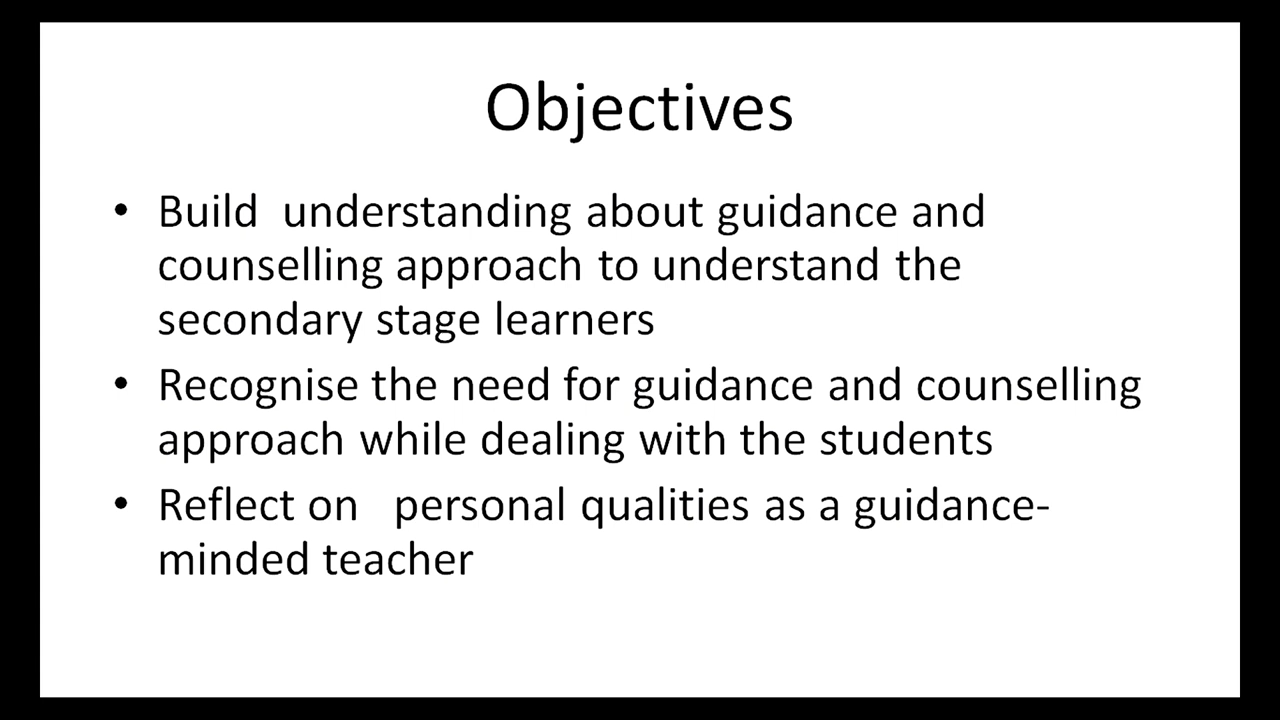 Objectives
• Build  understanding about guidance and
counselling approach to understand the
secondary stage learners
• Recognise the need for guidance and counselling
approach while dealing with the students
• Reflect on   personal qualities as a guidance-
minded teacher